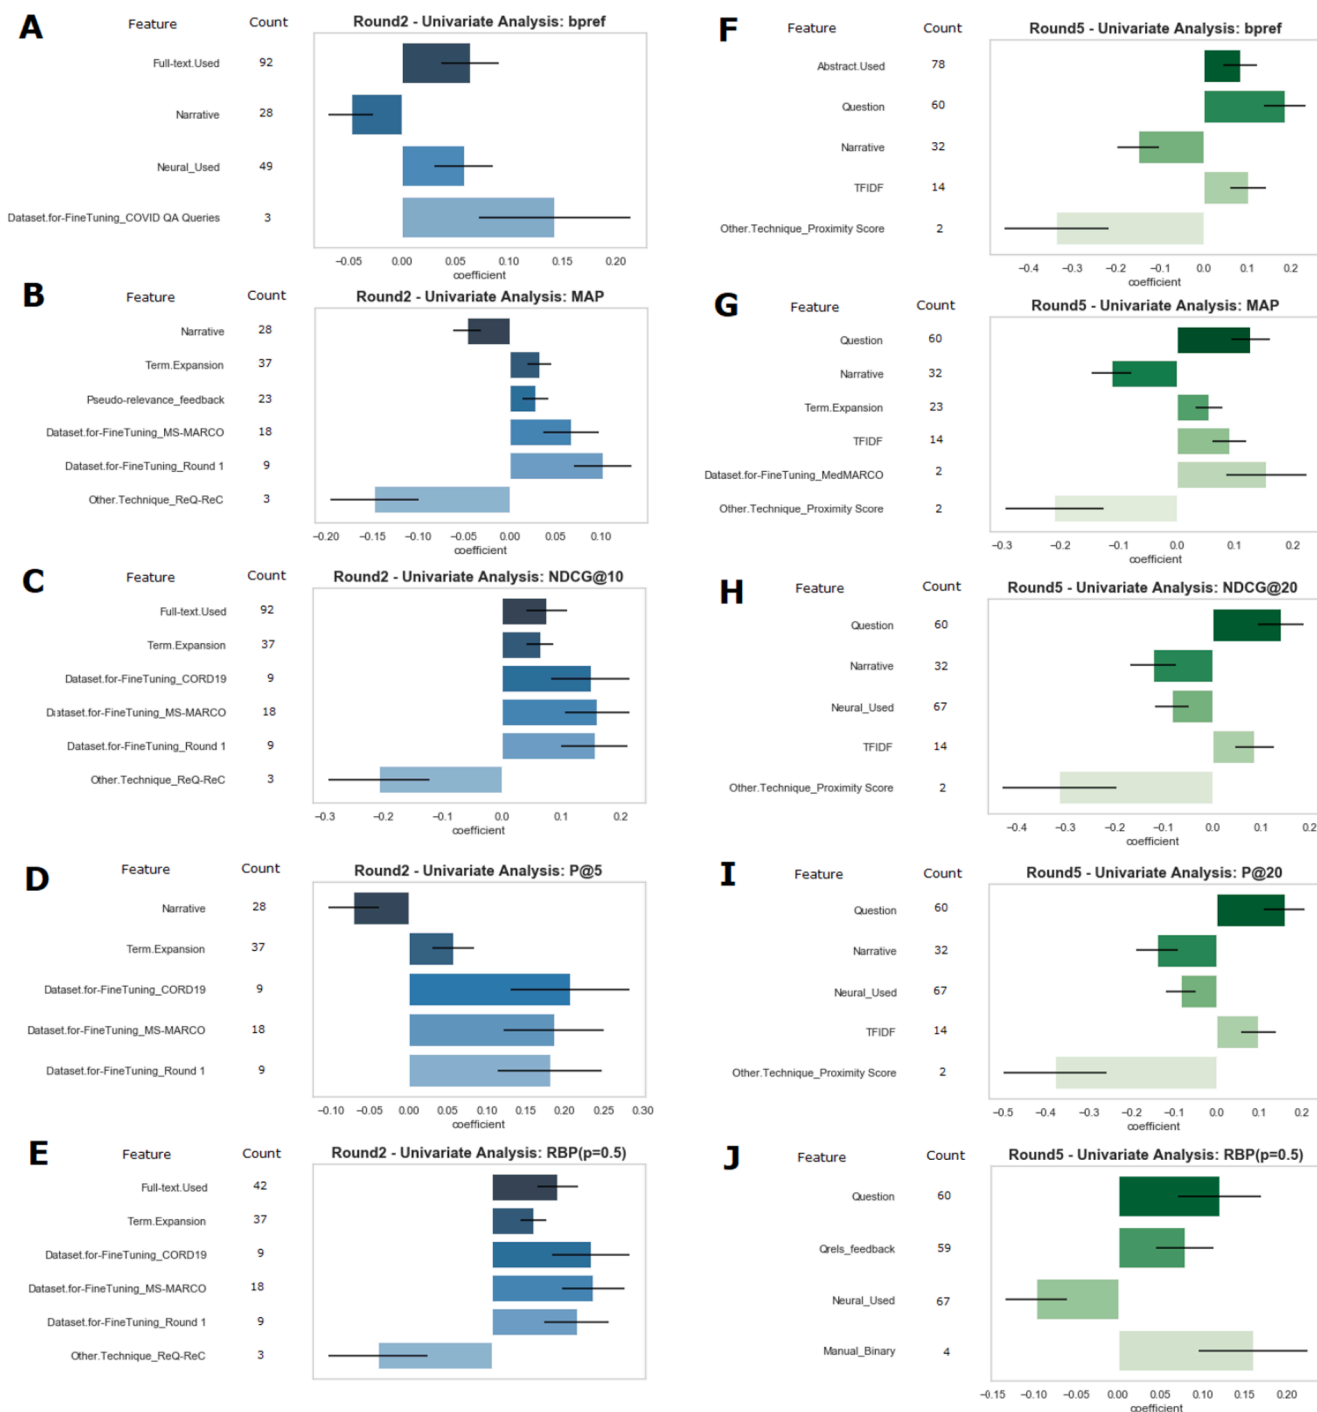 A
Feature Count
Round2 - Univariate Analysis: bpref
Full-text.Used 92
Narrative 28
Neural_Used 49
Dataset.for-FineTuning_COVID QA Queries 3
−0.05 0.00 0.05 0.10 0.15 0.20
coefficient
B
Feature Count
Round2 - Univariate Analysis: MAP
Narrative 28
Term.Expansion 37
Pseudo-relevance_feedback 23
Dataset.for-FineTuning_MS-MARCO 18
Dataset.for-FineTuning_Round 1 9
Other.Technique_ReQ-ReC 3
−0.20 −0.15 −0.10 −0.05 0.00 0.05 0.10
coefficient
C
Feature Count
Round2 - Univariate Analysis: NDCG@10
Full-text.Used 92
Term.Expansion 37
Dataset.for-FineTuning_CORD19 9
Dataset.for-FineTuning_MS-MARCO 18
Dataset.for-FineTuning_Round 1 9
Other.Technique_ReQ-ReC 3
−0.3 −0.2 −0.1 0.0 0.1 0.2
coefficient
D
Feature Count
Round2 - Univariate Analysis: P@5
Narrative 28
Term.Expansion 37
Dataset.for-FineTuning_CORD19 9
Dataset.for-FineTuning_MS-MARCO 18
Dataset.for-FineTuning_Round 1 9
−0.10 −0.05 0.00 0.05 0.10 0.15 0.20 0.25 0.30
coefficient
E
Feature Count
Round2 - Univariate Analysis: RBP(p=0.5)
Full-text.Used 42
Term.Expansion 37
Dataset.for-FineTuning_CORD19 9
Dataset.for-FineTuning_MS-MARCO 18
Dataset.for-FineTuning_Round 1 9
Other.Technique_ReQ-ReC 3
F
Feature Count
Round5 - Univariate Analysis: bpref
Abstract.Used 78
Question 60
Narrative 32
TFIDF 14
Other.Technique_Proximity Score 2
−0.4 −0.3 −0.2 −0.1 0.0 0.1 0.2
coefficient
G
Feature Count
Round5 - Univariate Analysis: MAP
Question 60
Narrative 32
Term.Expansion 23
TFIDF 14
Dataset.for-FineTuning_MedMARCO 2
Other.Technique_Proximity Score 2
−0.3 −0.2 −0.1 0.0 0.1 0.2
coefficient
H
Feature Count
Round5 - Univariate Analysis: NDCG@20
Question 60
Narrative 32
Neural_Used 67
TFIDF 14
Other.Technique_Proximity Score 2
−0.4 −0.3 −0.2 −0.1 0.0 0.1 0.2
coefficient
I
Feature Count
Round5 - Univariate Analysis: P@20
Question 60
Narrative 32
Neural_Used 67
TFIDF 14
Other.Technique_Proximity Score 2
−0.5 −0.4 −0.3 −0.2 −0.1 0.0 0.1 0.2
coefficient
J
Feature Count
Round5 - Univariate Analysis: RBP(p=0.5)
Question 60
Qrels_feedback 59
Neural_Used 67
Manual_Binary 4
−0.15 −0.10 −0.05 0.00 0.05 0.10 0.15 0.20
coefficient